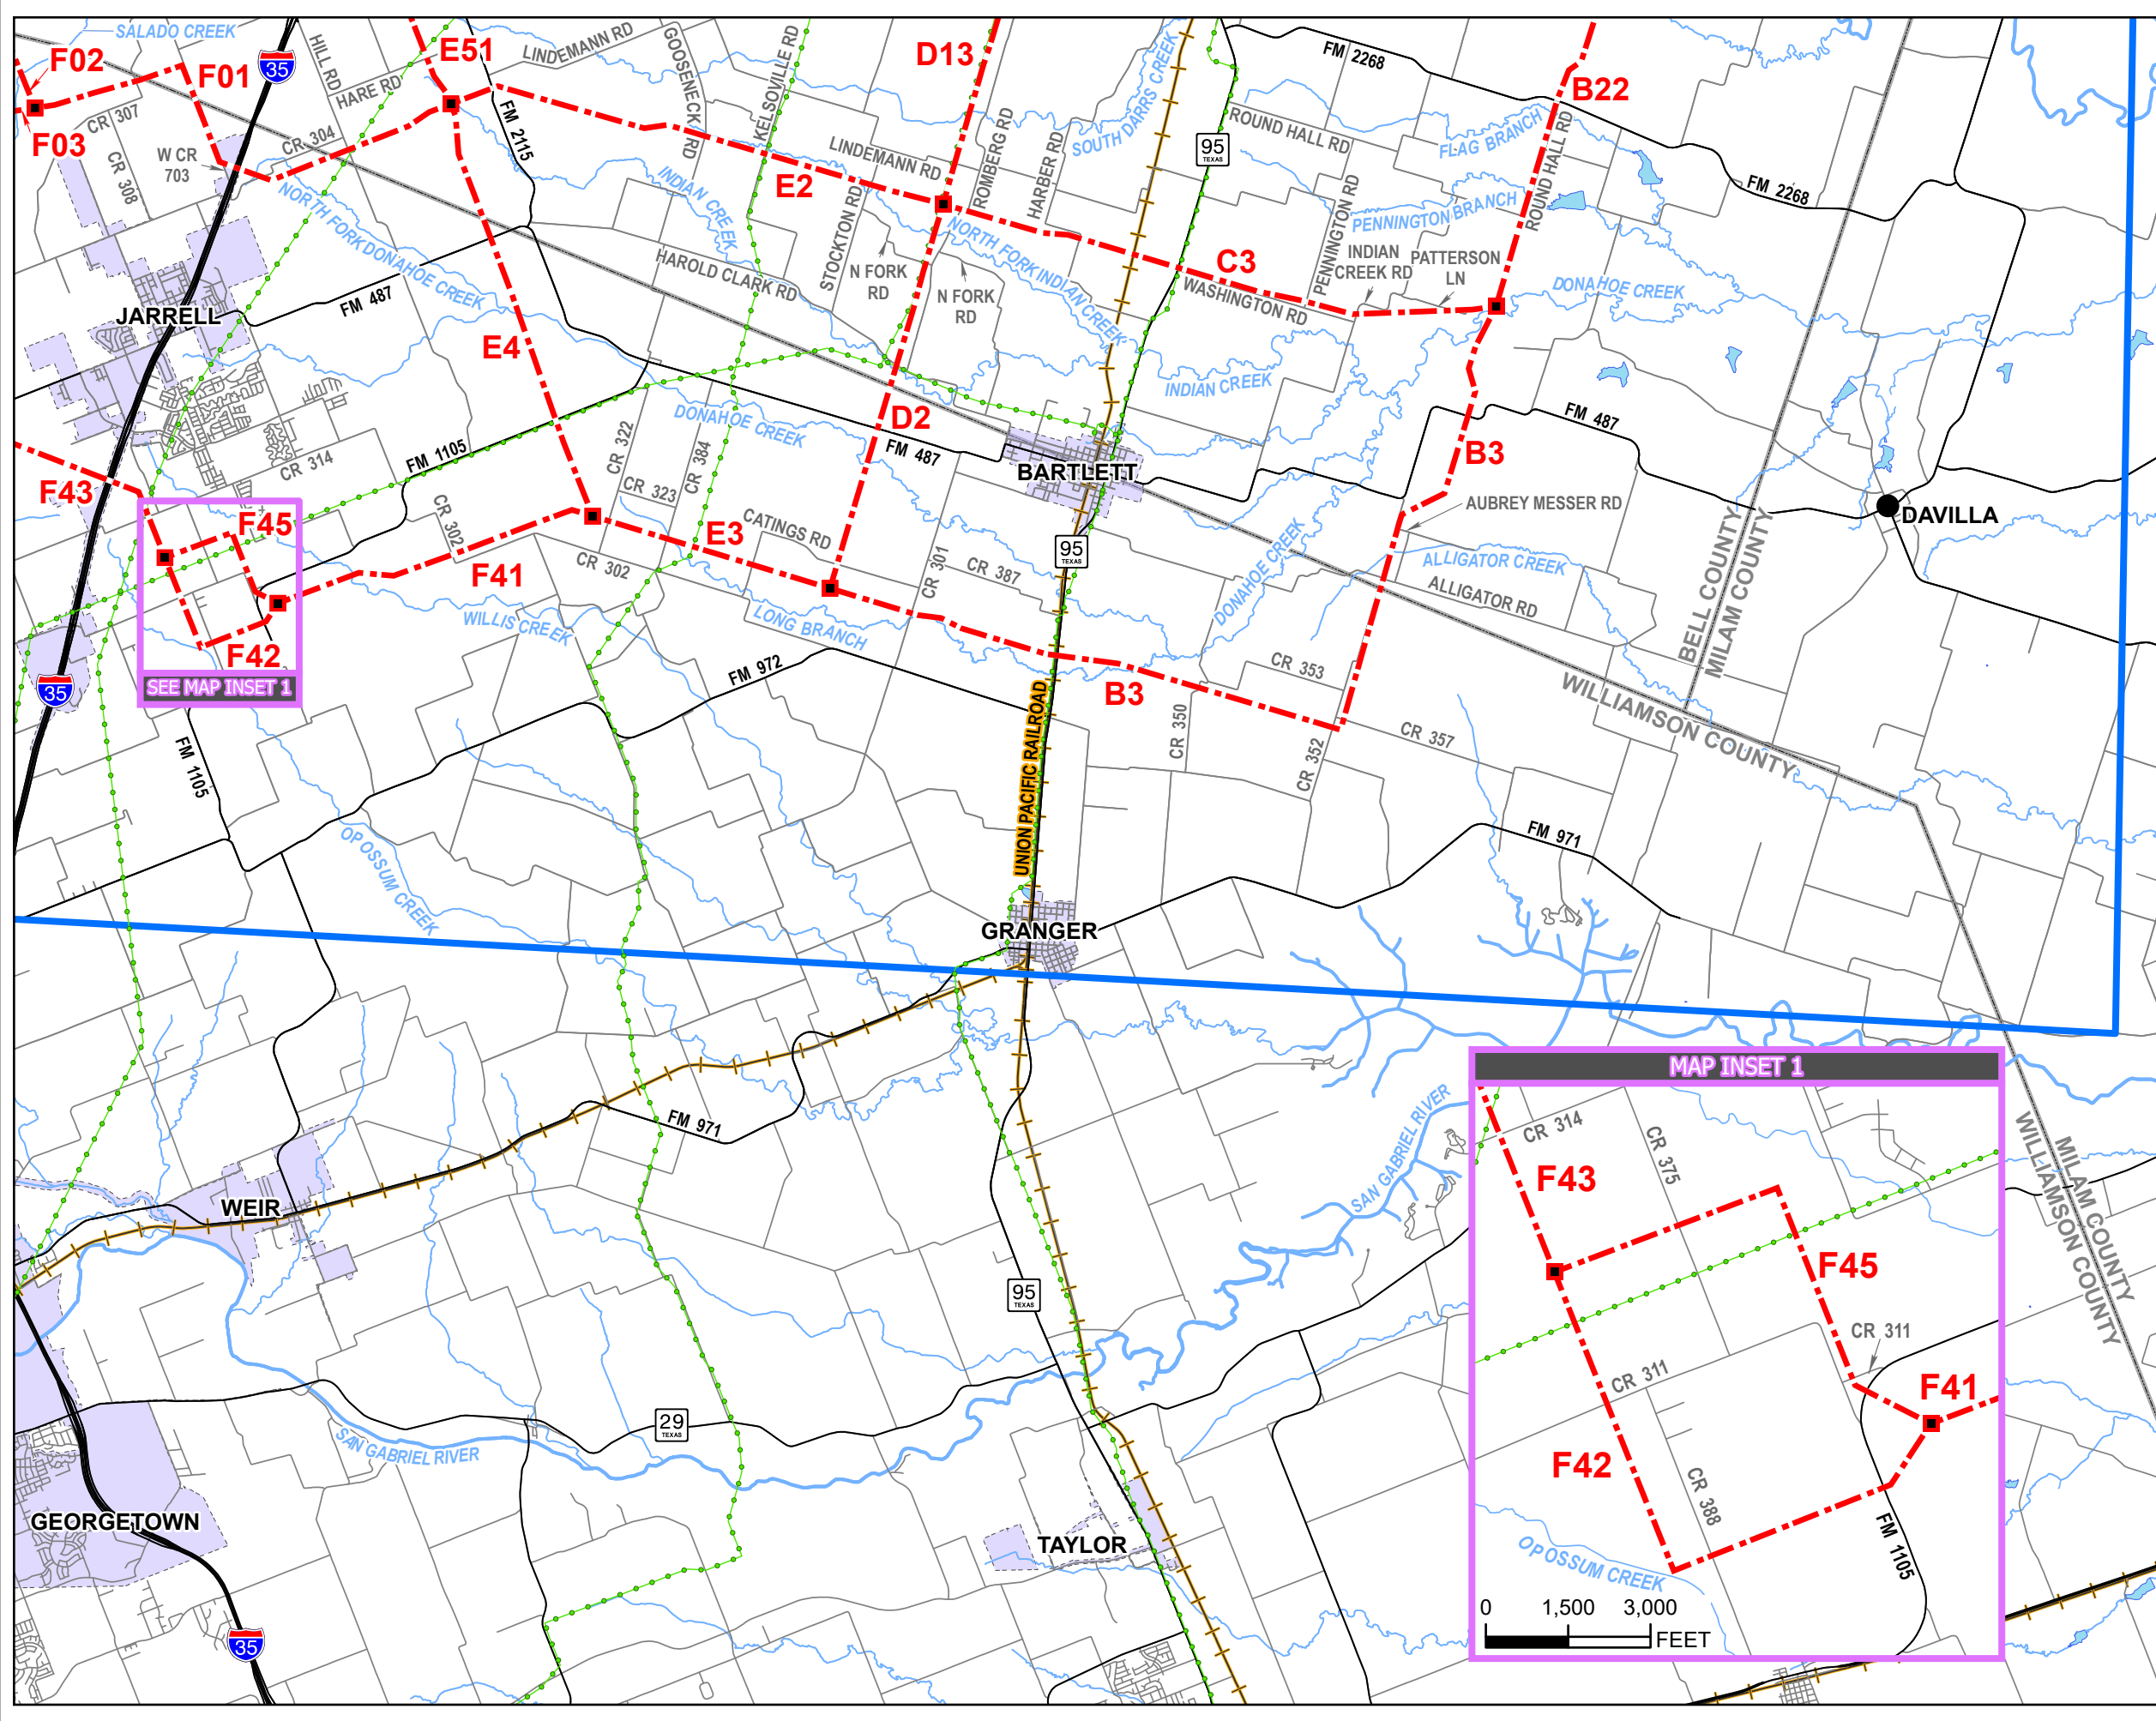 SALADO CREEK
F02
F01
35
HILL RD
HARE RD
E51
LINDEMANN RD
GOOSENECK RD
KELSOVILLE RD
D13
SOUTH DARRS CREEK
FM 2268
B22
F03
CR 307
CR 308
W CR
703
CR 304
FM 2115
E2
LINDEMANN RD
ROMBERG RD
HARBER RD
95
TEXAS
ROUND HALL RD
FLAG BRANCH
ROUND HALL RD
FM 2268
NORTH FORK DONAHOE CREEK
INDIAN CREEK
STOCKTON RD
N FORK
RD
N FORK
RD
NORTH FORK INDIAN CREEK
C3
PENNINGTON RD
PENNINGTON BRANCH
INDIAN
CREEK RD
PATTERSON
LN
DONAHOE CREEK
HAROLD CLARK RD
WASHINGTON RD
JARRELL
FM 487
E4
INDIAN CREEK
D2
DONAHOE CREEK
FM 487
FM 487
B3
CR 314
FM 1105
CR 322
CR 384
CR 323
BARTLETT
F43
CR 302
AUBREY MESSER RD
DAVILLA
F45
E3
CATINGS RD
CR 301
CR 387
95
TEXAS
DONAHOE CREEK
ALLIGATOR CREEK
ALLIGATOR RD
BELL COUNTY
MILAM COUNTY
F41
CR 302
WILLIS CREEK
LONG BRANCH
F42
SEE MAP INSET 1
35
FM 972
CR 353
B3
CR 350
CR 352
CR 357
WILLIAMSON COUNTY
FM 1105
UNION PACIFIC RAILROAD
OPOSSUM CREEK
FM 971
GRANGER
FM 971
WEIR
SAN GABRIEL RIVER
95
TEXAS
29
TEXAS
SAN GABRIEL RIVER
GEORGETOWN
TAYLOR
35
MAP INSET 1
CR 314
CR 375
F43
F45
CR 311
CR 311
F41
F42
CR 388
FM 1105
OPOSSUM CREEK
0 1,500 3,000
FEET
MILAM COUNTY
WILLIAMSON COUNTY